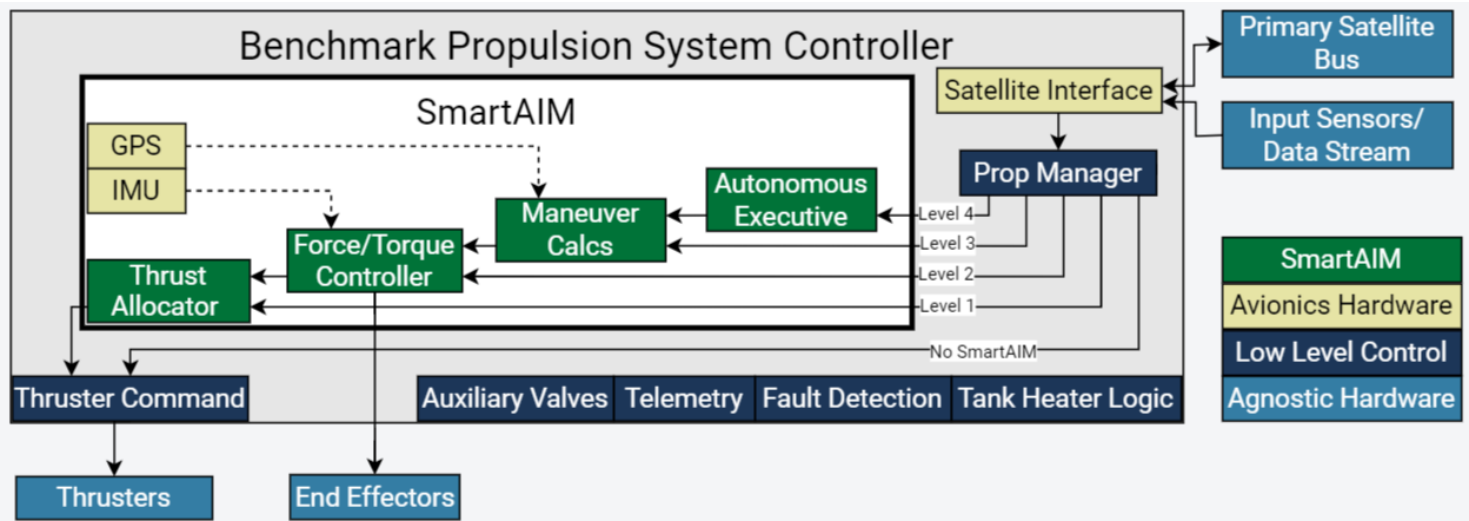 Benchmark Propulsion System Controller
Primary Satellite
Bus
Satellite Interface
SmartAIM
Input Sensors/
Data Stream
GPS
IMU
Prop Manager
Autonomous
Executive
Level 4
Maneuver
Calcs
Level 3
Force/Torque
Controller
Level 2
Thrust
Allocator
Level 1
No SmartAIM
SmartAIM
Avionics Hardware
Low Level Control
Agnostic Hardware
Thruster Command
Auxiliary Valves
Telemetry
Fault Detection
Tank Heater Logic
Thrusters
End Effectors